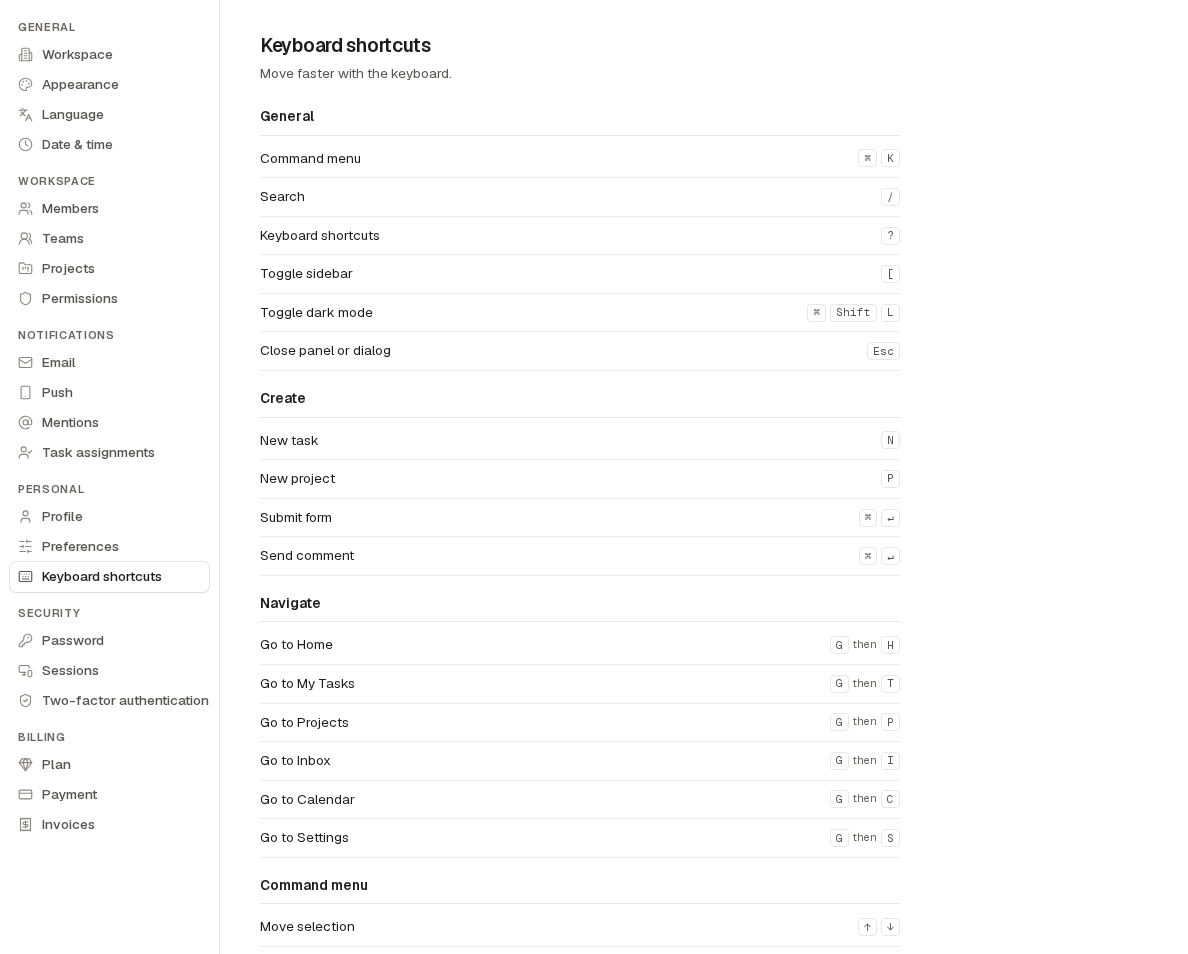 GENERAL
Workspace
Appearance
Language
Date & time
WORKSPACE
Members
Teams
Projects
Permissions
NOTIFICATIONS
Email
Push
Mentions
Task assignments
PERSONAL
Profile
Preferences
Keyboard shortcuts
SECURITY
Password
Sessions
Two-factor authentication
BILLING
Plan
Payment
Invoices
Keyboard shortcuts
Move faster with the keyboard.
General
Command menu ⌘ K
Search /
Keyboard shortcuts ?
Toggle sidebar [
Toggle dark mode ⌘ Shift L
Close panel or dialog Esc
Create
New task N
New project P
Submit form ⌘ ↵
Send comment ⌘ ↵
Navigate
Go to Home G then H
Go to My Tasks G then T
Go to Projects G then P
Go to Inbox G then I
Go to Calendar G then C
Go to Settings G then S
Command menu
Move selection ↑ ↓